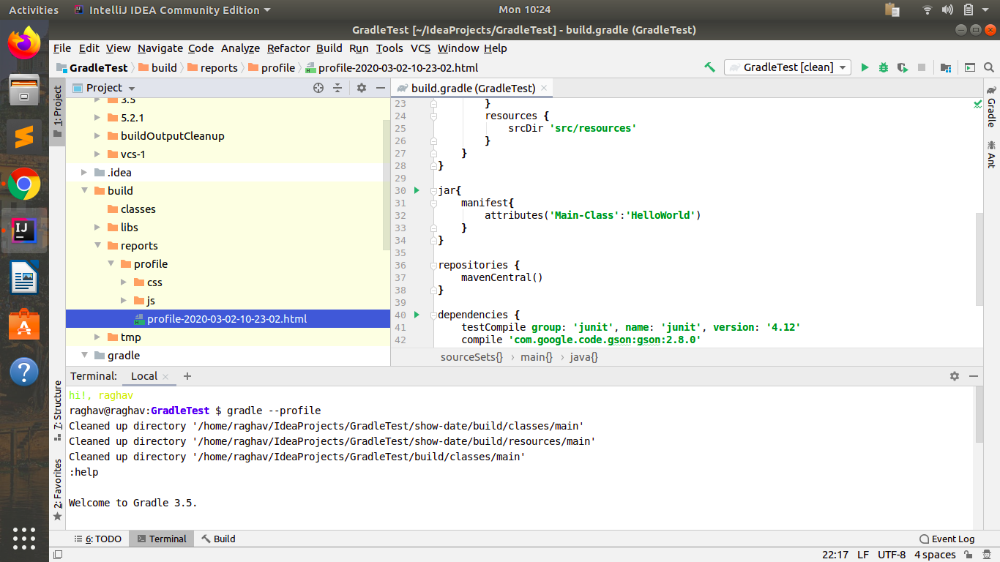 Activities
IntelliJ IDEA Community Edition
Mon 10:24
GradleTest [~/IdeaProjects/GradleTest] - build.gradle (GradleTest)
File Edit View Navigate Code Analyze Refactor Build Run Tools VCS Window Help
GradleTest build reports profile profile-2020-03-02-10-23-02.html
GradleTest [clean]
1: Project
Project
3.5
5.2.1
buildOutputCleanup
vcs-1
.idea
build
classes
libs
reports
profile
css
js
profile-2020-03-02-10-23-02.html
tmp
gradle
build.gradle (GradleTest)
23 }
24 resources {
25 srcDir 'src/resources'
26 }
27 }
28 }
29
30 jar{
31 manifest{
32 attributes('Main-Class':'HelloWorld')
33 }
34 }
35
36 repositories {
37 mavenCentral()
38 }
39
40 dependencies {
41 testCompile group: 'junit', name: 'junit', version: '4.12'
42 compile 'com.google.code.gson:gson:2.8.0'
sourceSets{} › main{} › java{}
Gradle
Ant
7: Structure
2: Favorites
Terminal: Local +
hi!, raghav
raghav@raghav:GradleTest $ gradle --profile
Cleaned up directory '/home/raghav/IdeaProjects/GradleTest/show-date/build/classes/main'
Cleaned up directory '/home/raghav/IdeaProjects/GradleTest/show-date/build/resources/main'
Cleaned up directory '/home/raghav/IdeaProjects/GradleTest/build/classes/main'
:help
Welcome to Gradle 3.5.
6: TODO Terminal Build
Event Log
22:17 LF UTF-8 4 spaces